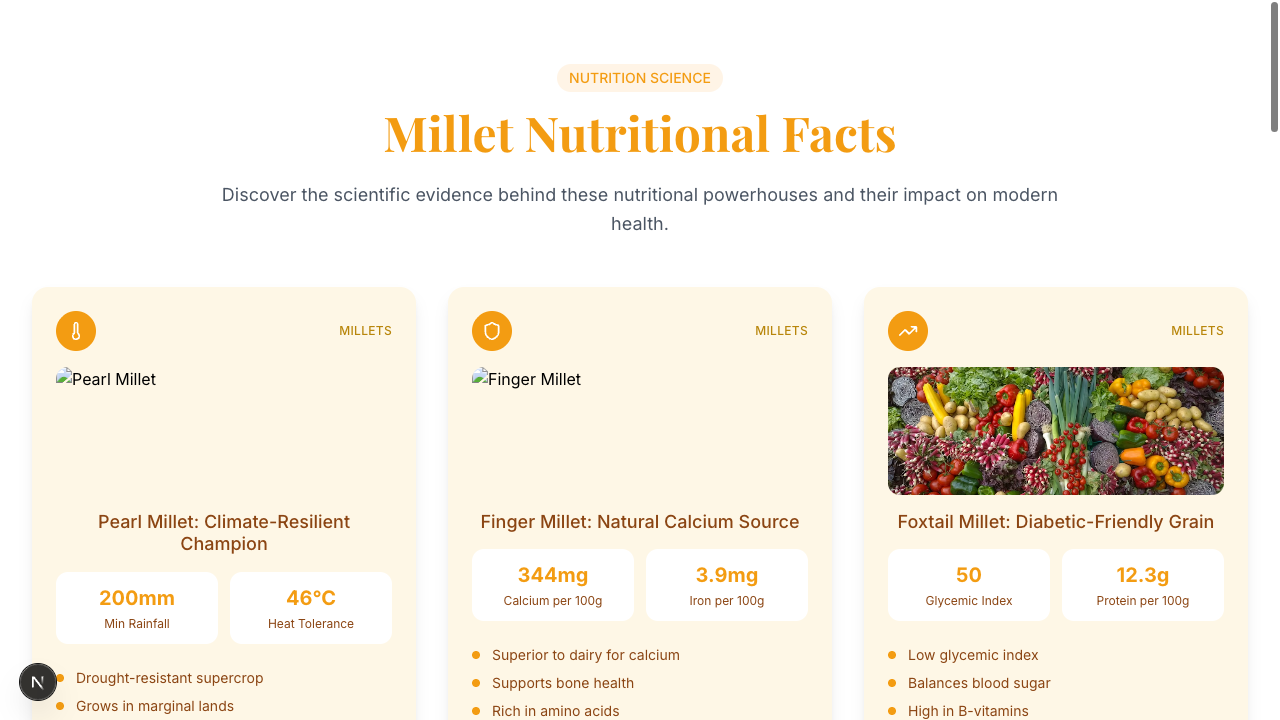 NUTRITION SCIENCE
Millet Nutritional Facts
Discover the scientific evidence behind these nutritional powerhouses and their impact on modern
health.
MILLETS
Pearl Millet
Pearl Millet: Climate-Resilient
Champion
200mm
Min Rainfall
46°C
Heat Tolerance
Drought-resistant supercrop
Grows in marginal lands
MILLETS
Finger Millet
Finger Millet: Natural Calcium Source
344mg
Calcium per 100g
3.9mg
Iron per 100g
Superior to dairy for calcium
Supports bone health
Rich in amino acids
MILLETS
Foxtail Millet: Diabetic-Friendly Grain
50
Glycemic Index
12.3g
Protein per 100g
Low glycemic index
Balances blood sugar
High in B-vitamins
N